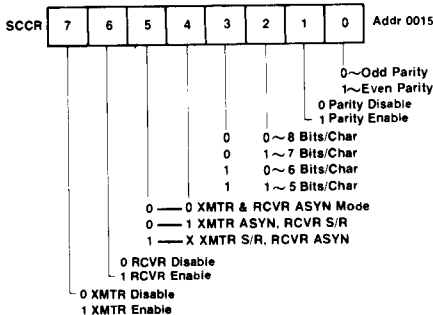 SCCR 7 6 5 4 3 2 1 0 Addr 0015
0~Odd Parity
1~Even Parity
0 Parity Disable
1 Parity Enable
0 0~8 Bits/Char
0 1~7 Bits/Char
1 0~6 Bits/Char
1 1~5 Bits/Char
0—0 XMTR & RCVR ASYN Mode
0—1 XMTR ASYN, RCVR S/R
1—X XMTR S/R, RCVR ASYN
0 RCVR Disable
1 RCVR Enable
0 XMTR Disable
1 XMTR Enable